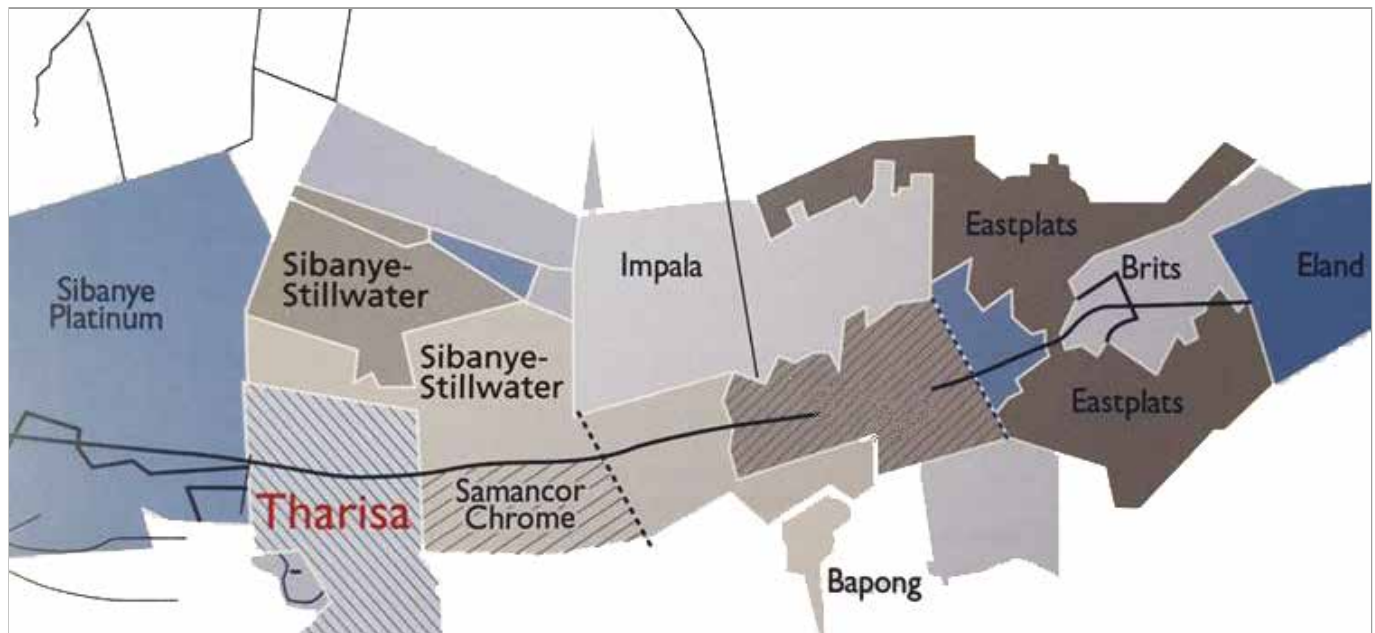 Sibanye
Platinum
Sibanye-
Stillwater
Sibanye-
Stillwater
Impala
Eastplats
Brits
Eland
Eastplats
Tharisa
Samancor
Chrome
Bapong